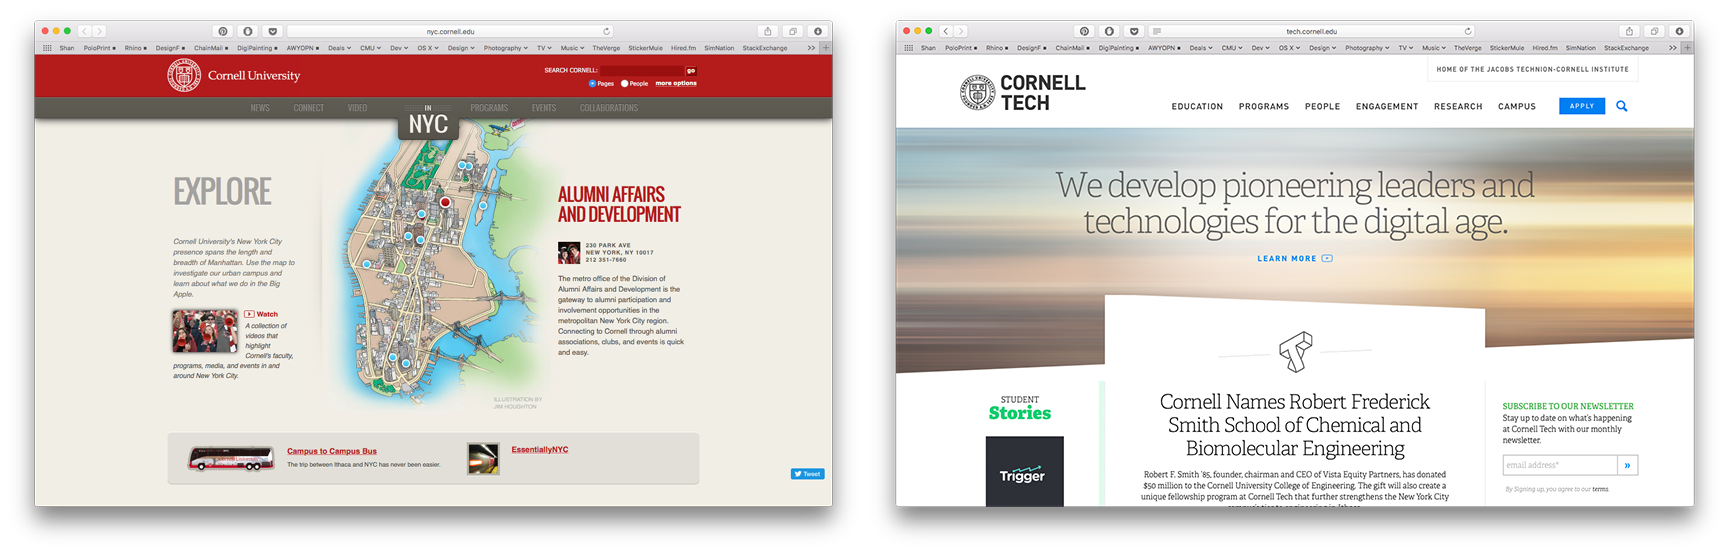 nyc.cornell.edu
Shan PoloPrint DesignF ChainMail DigiPainting AWYOPN Deals CMU Dev OS X Design Photography TV Music TheVerge StickerMule Hired.fm SimNation StackExchange >> +
Cornell University
SEARCH CORNELL: go
Pages People more options
NEWS CONNECT VIDEO IN NYC PROGRAMS EVENTS COLLABORATIONS
EXPLORE
Cornell University's New York City
presence spans the length and
breadth of Manhattan. Use the map to
investigate our urban campus and
learn about what we do in the Big
Apple.
Watch
A collection of
videos that
highlight
Cornell's faculty,
programs, media, and events in and
around New York City.
ALUMNI AFFAIRS
AND DEVELOPMENT
230 PARK AVE
NEW YORK, NY 10017
212 351-7660
The metro office of the Division of
Alumni Affairs and Development is the
gateway to alumni participation and
involvement opportunities in the
metropolitan New York City region.
Connecting to Cornell through alumni
associations, clubs, and events is quick
and easy.
ILLUSTRATION BY
JIM HOUGHTON
Campus to Campus Bus
The trip between Ithaca and NYC has never been easier.
EssentiallyNYC
Tweet
tech.cornell.edu
Shan PoloPrint Rhino DesignF ChainMail DigiPainting AWYOPN Deals CMU Dev OS X Design Photography TV Music TheVerge StickerMule Hired.fm SimNation StackExchange >> +
HOME OF THE JACOBS TECHNION-CORNELL INSTITUTE
CORNELL
TECH
EDUCATION PROGRAMS PEOPLE ENGAGEMENT RESEARCH CAMPUS APPLY
We develop pioneering leaders and
technologies for the digital age.
LEARN MORE
STUDENT
Stories
Trigger
Cornell Names Robert Frederick
Smith School of Chemical and
Biomolecular Engineering
Robert F. Smith '85, founder, chairman and CEO of Vista Equity Partners, has donated
$50 million to the Cornell University College of Engineering. The gift will also create a
unique fellowship program at Cornell Tech that further strengthens the New York City
SUBSCRIBE TO OUR NEWSLETTER
Stay up to date on what's happening
at Cornell Tech with our monthly
newsletter.
email address* »
By Signing up, you agree to our terms.